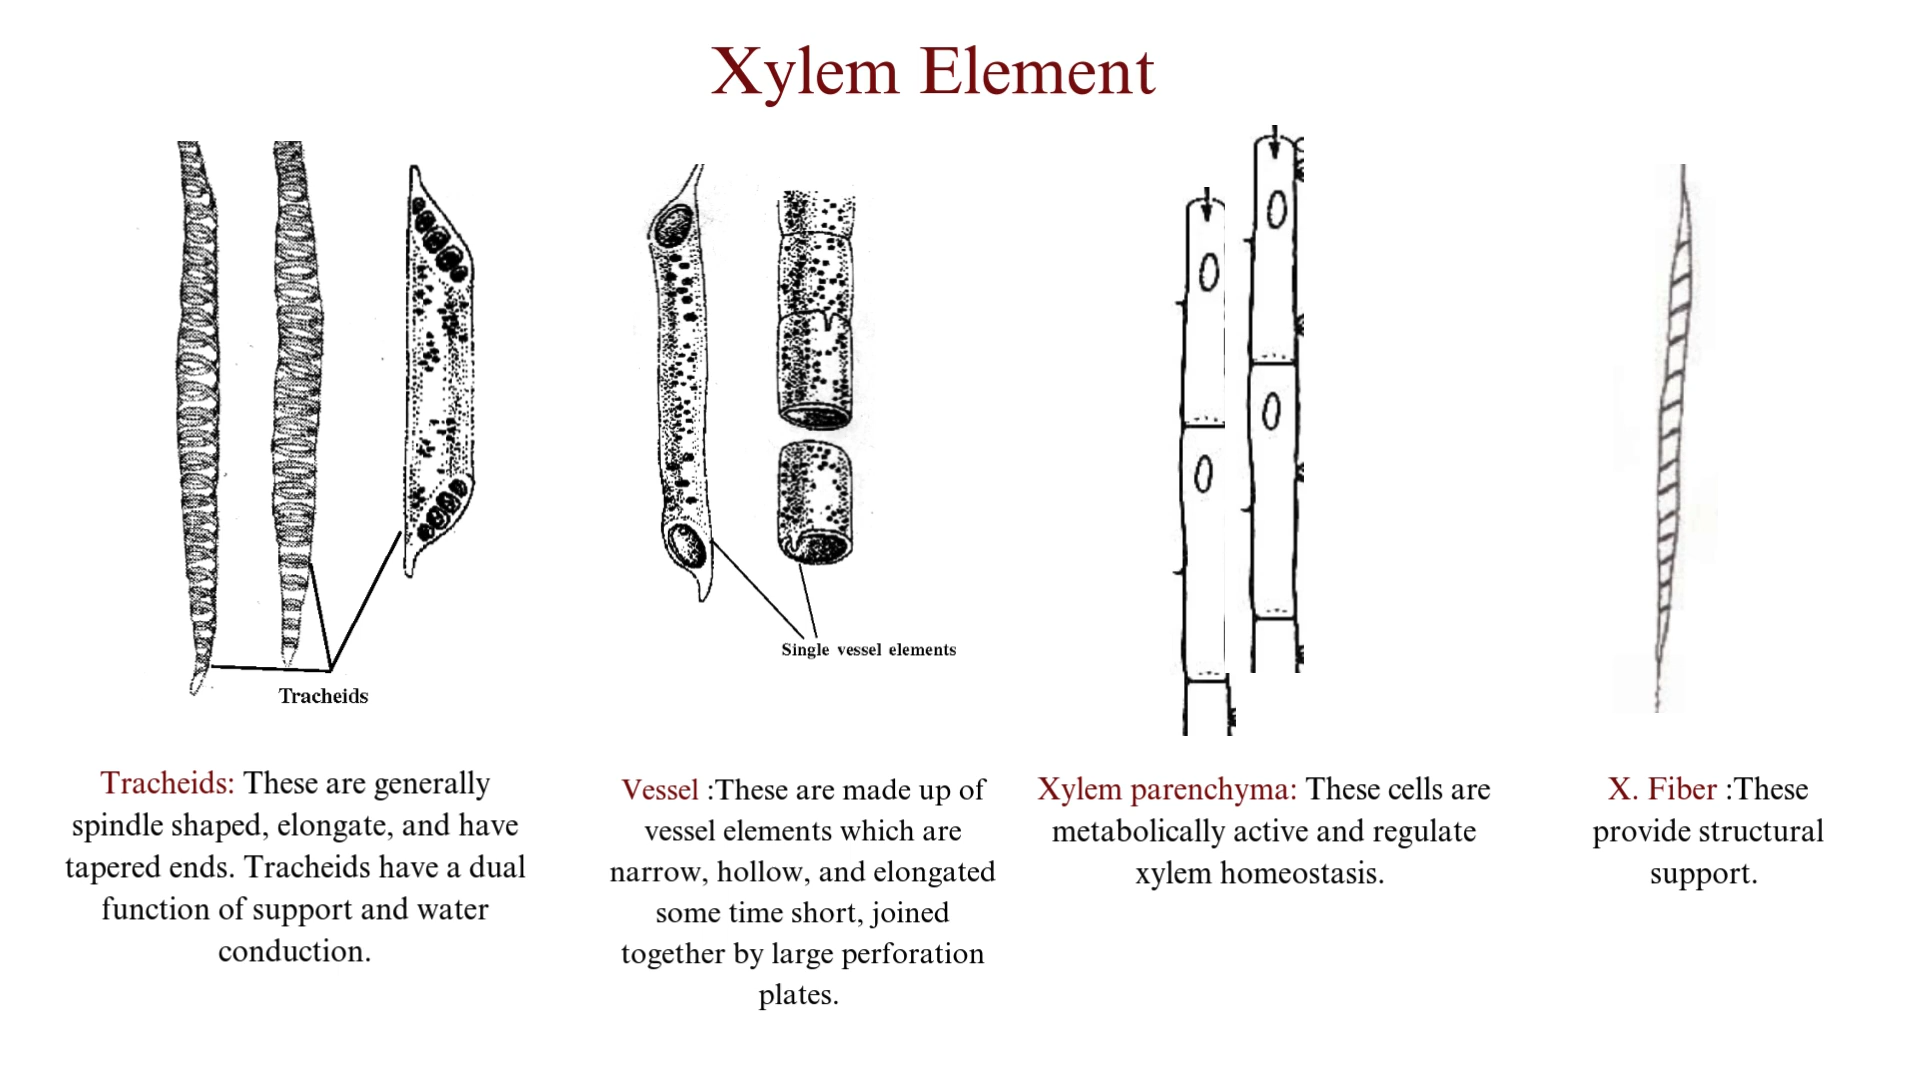 Xylem Element
Tracheids
Single vessel elements
Tracheids: These are generally
spindle shaped, elongate, and have
tapered ends. Tracheids have a dual
function of support and water
conduction.
Vessel :These are made up of
vessel elements which are
narrow, hollow, and elongated
some time short, joined
together by large perforation
plates.
Xylem parenchyma: These cells are
metabolically active and regulate
xylem homeostasis.
X. Fiber :These
provide structural
support.